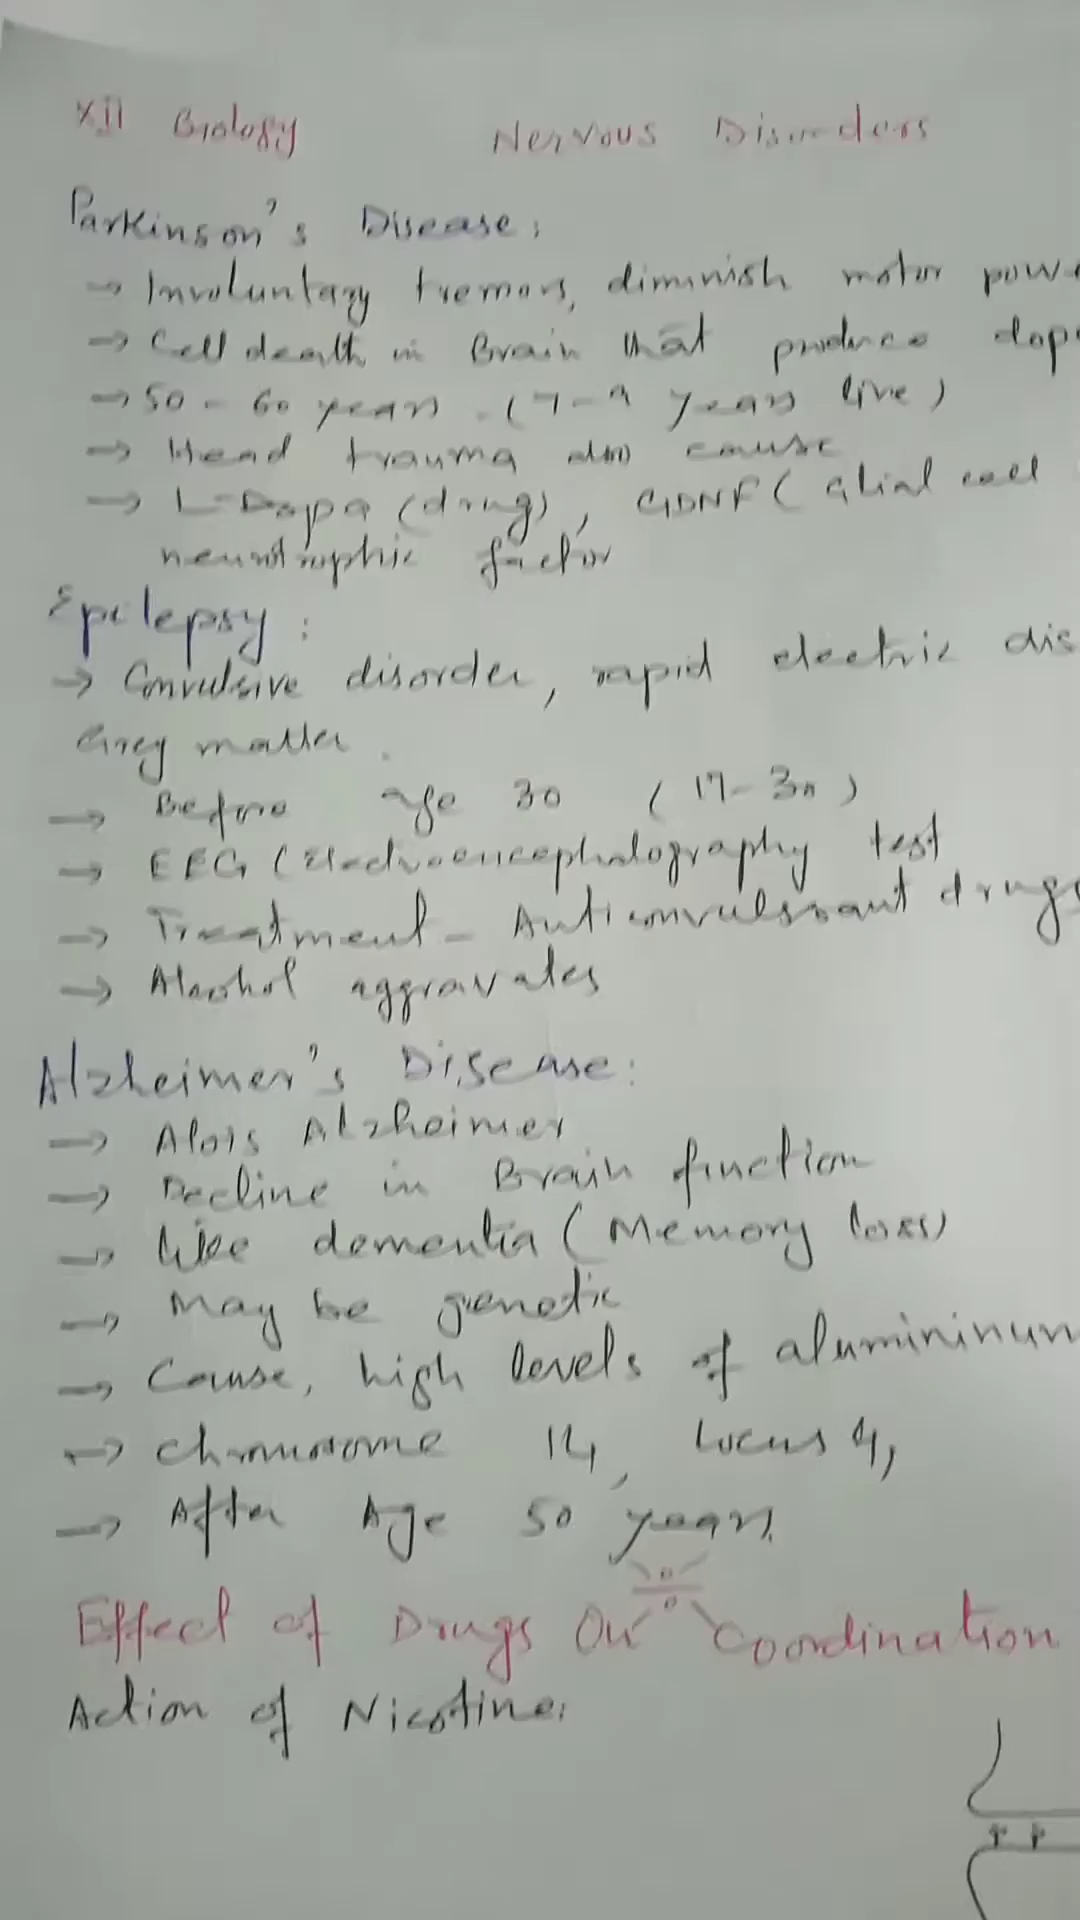 XII Biology Nervous Disorders
Parkinson's Disease:
→ Involuntary tremors, diminish motor powe
→ Cell death in Brain that produce dop
→ 50 - 60 years . (7-9 years live)
→ Head trauma also cause
→ L-Dopa (drug), GDNF (Glial cell
neurotrophic factor
Epilepsy:
→ Convulsive disorder, rapid electric dis
Grey matter.
→ Before age 30 (17-30)
→ EEG (Electroencephalography test
→ Treatment - Anticonvulssant drugs
→ Alcohol aggravates
Alzheimer's Disease:
→ Alois Alzheimer
→ Decline in Brain function
→ like dementia (Memory loss)
→ May be genetic
→ Cause, high levels of alumininum
→ chromosome 14, Locus 4,
→ After Age 50 years.
Effect of Drugs On Coordination
Action of Nicotine: